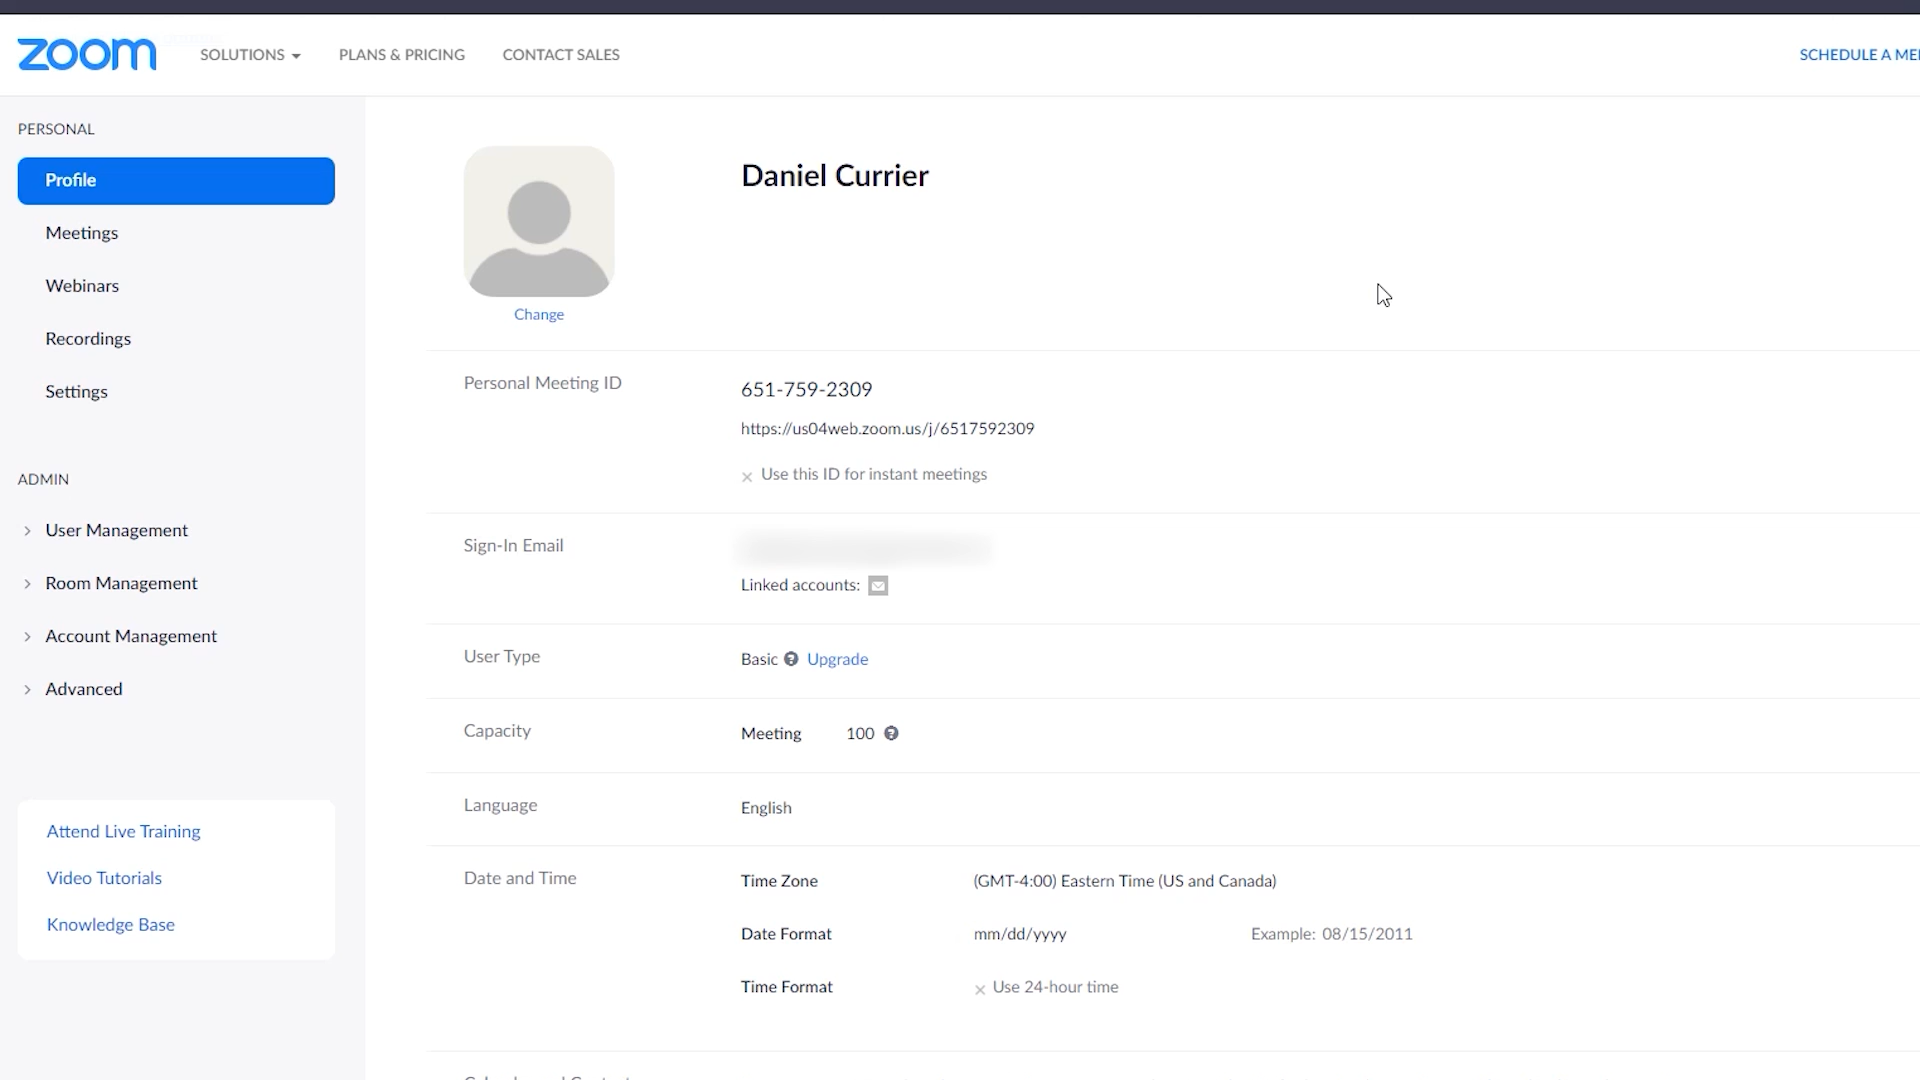 zoom
SOLUTIONS
PLANS & PRICING
CONTACT SALES
SCHEDULE A
PERSONAL
Profile
Meetings
Webinars
Recordings
Settings
ADMIN
User Management
Room Management
Account Management
Advanced
Attend Live Training
Video Tutorials
Knowledge Base
Daniel Currier
Change
Personal Meeting ID
651-759-2309
https://us04web.zoom.us/j/6517592309
× Use this ID for instant meetings
Sign-In Email
Linked accounts:
User Type
Basic Upgrade
Capacity
Meeting 100
Language
English
Date and Time
Time Zone (GMT-4:00) Eastern Time (US and Canada)
Date Format mm/dd/yyyy Example: 08/15/2011
Time Format × Use 24-hour time